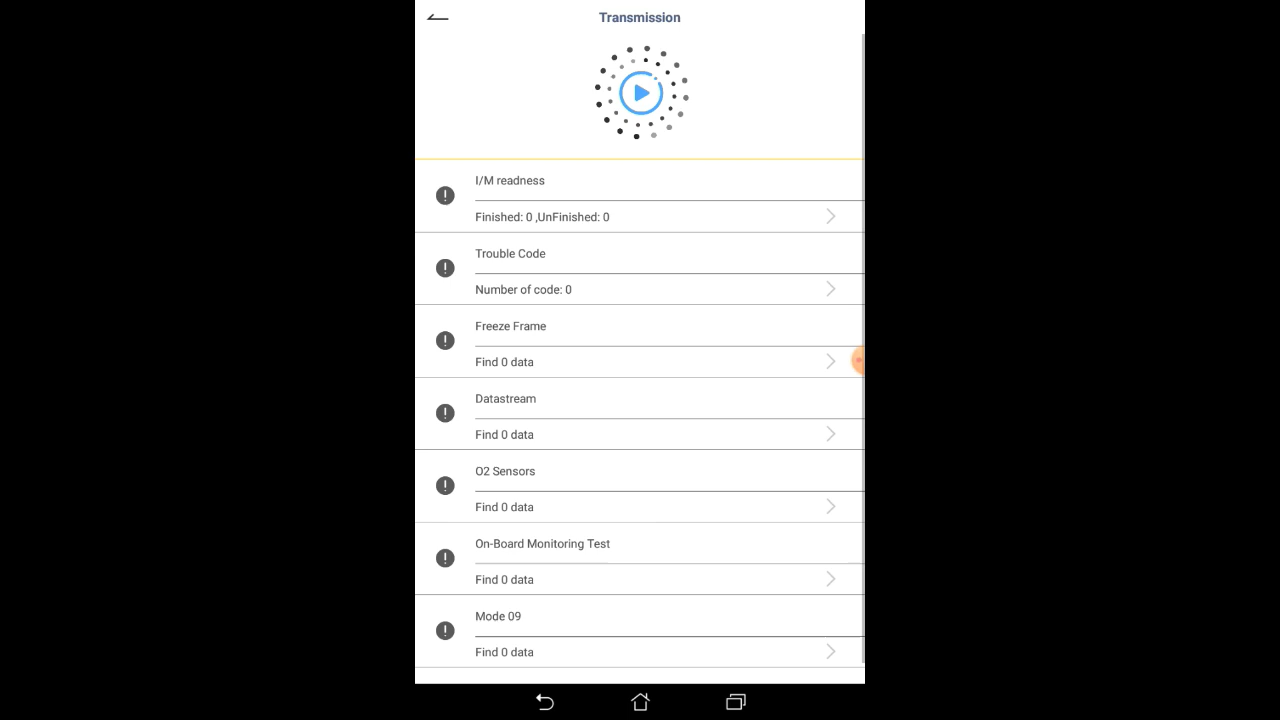 Transmission
I/M readness
Finished: 0 ,UnFinished: 0
Trouble Code
Number of code: 0
Freeze Frame
Find 0 data
Datastream
Find 0 data
O2 Sensors
Find 0 data
On-Board Monitoring Test
Find 0 data
Mode 09
Find 0 data